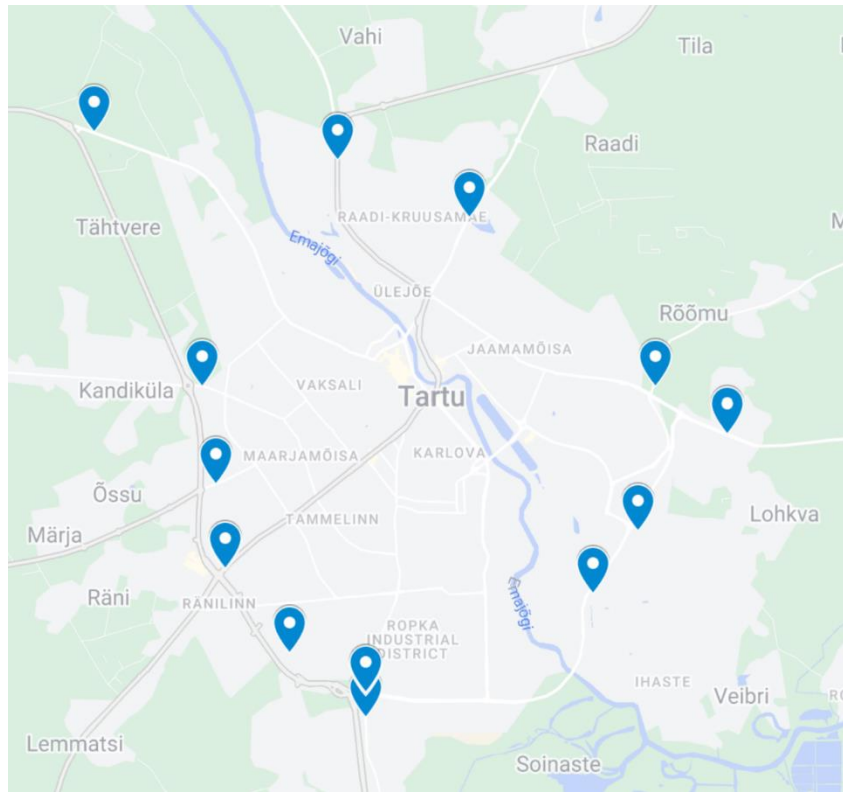 Vahi
Tila
Raadi
RAADI-KRUUSAMÄE
Tähtvere
Emajõgi
ÜLEJÕE
Rõõmu
JAAMAMÕISA
Kandiküla
VAKSALI
Tartu
MAARJAMÕISA
KARLOVA
Õssu
Märja
TAMMELINN
Lohkva
Räni
RÄNILINN
Emajõgi
ROPKA
INDUSTRIAL
DISTRICT
IHASTE
Veibri
Lemmatsi
Soinaste